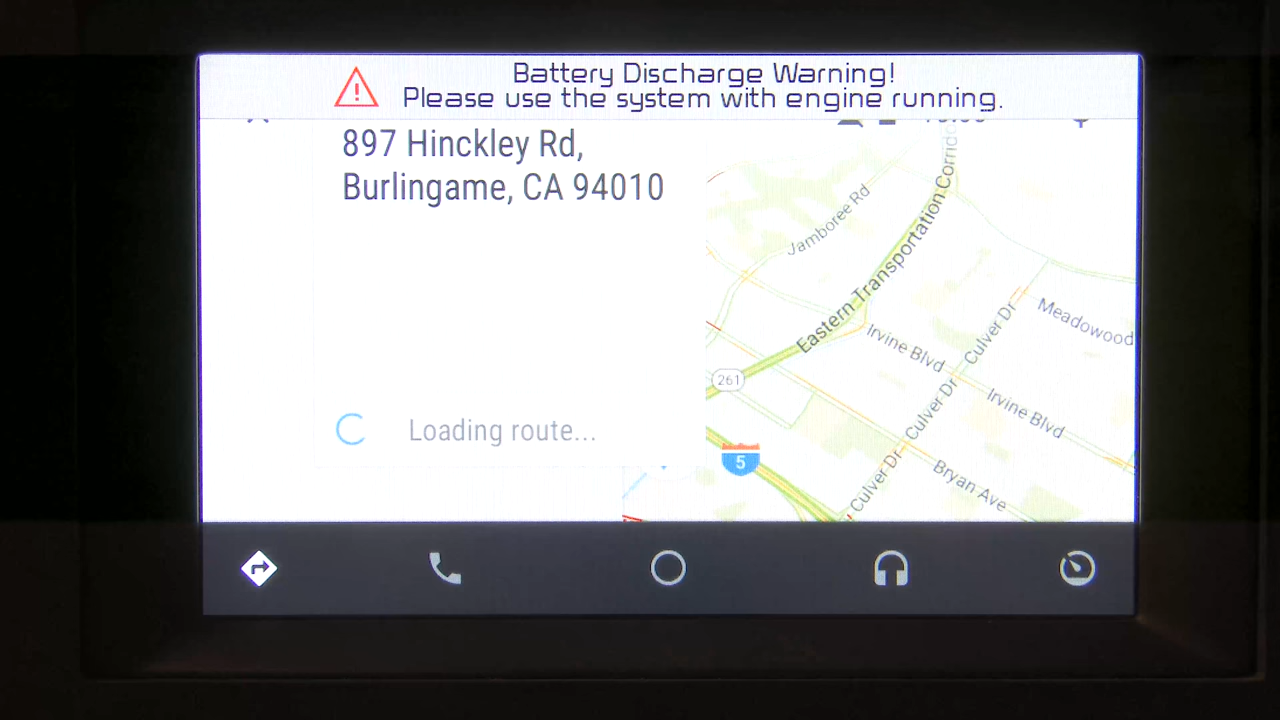 Battery Discharge Warning!
Please use the system with engine running.
897 Hinckley Rd,
Burlingame, CA 94010
Loading route...
Jamboree Rd
Eastern Transportation Corrido
Culver Dr
Meadowood
Irvine Blvd
261
Culver Dr
Irvine Blvd
5
Culver Dr
Bryan Ave